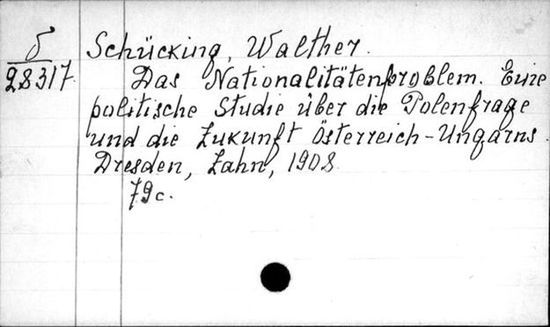 δ
28317
Schücking, Walther.
Das Nationalitätenproblem. Eine
politische Studie über die Polenfrage
und die Zukunft Österreich-Ungarns.
Dresden, Zahn, 1908.
79c.